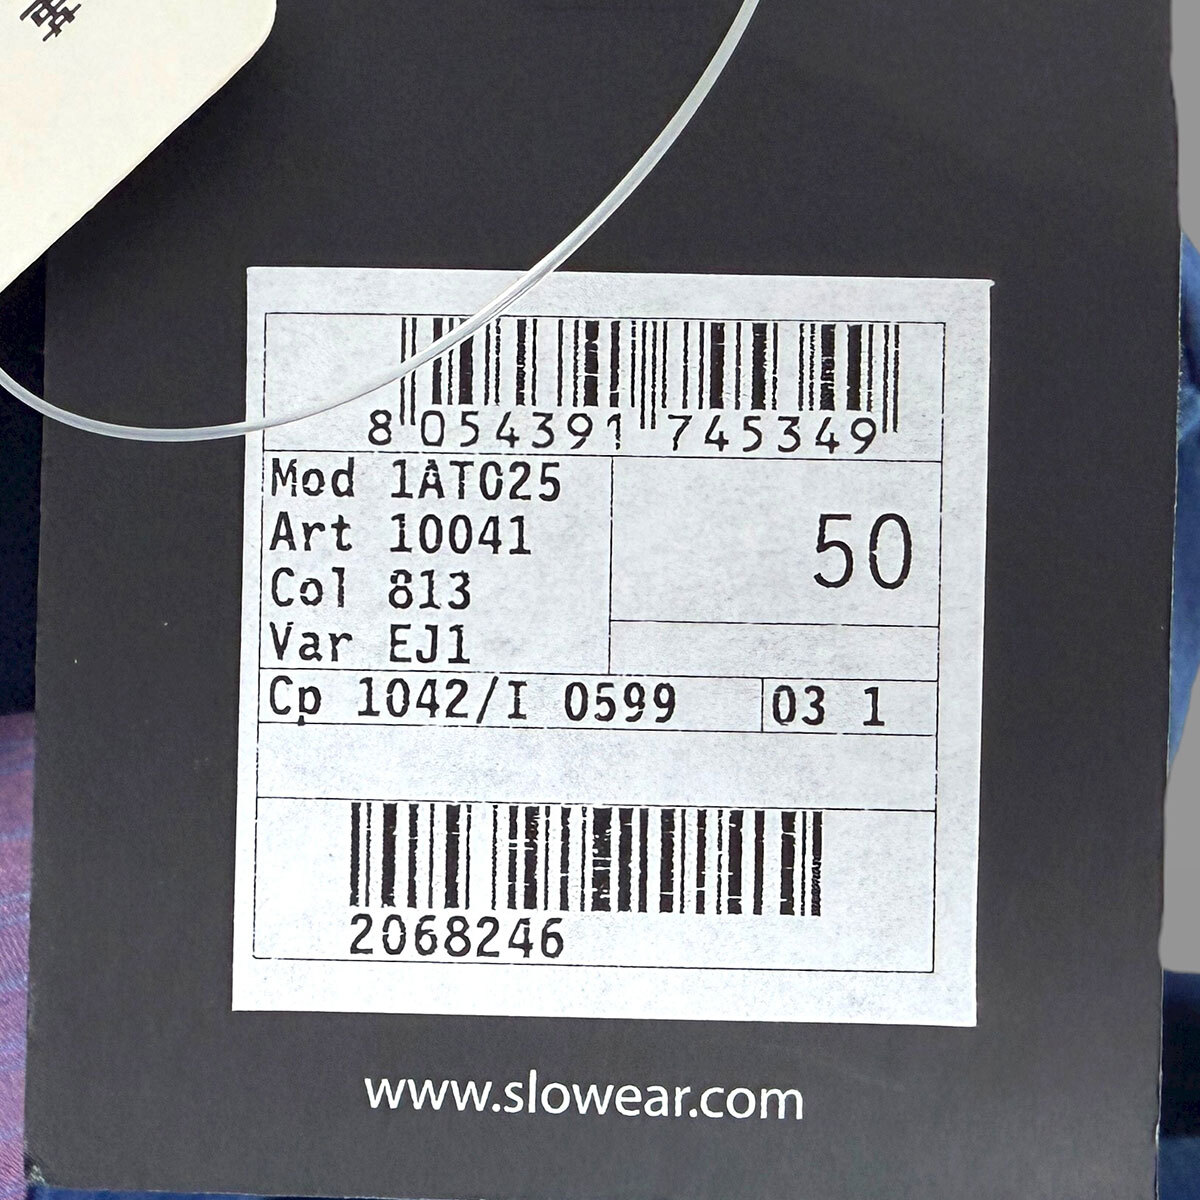 8 054391 745349
Mod 1AT025
Art 10041
Col 813
Var EJ1
50
Cp 1042/I 0599
03 1
2068246
www.slowear.com